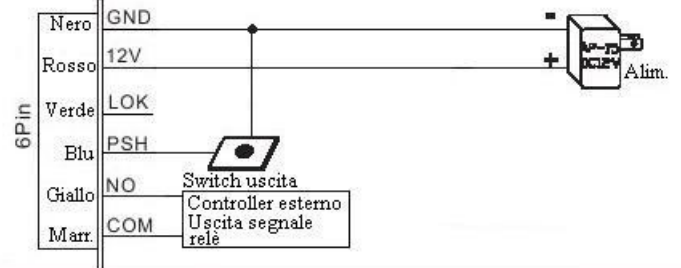 Nero GND -
Rosso 12V + DC12V
Alim.
Verde LOK
6Pin
Blu PSH
Switch uscita
Giallo NO
Controller esterno
Marr. COM
Uscita segnale
relè